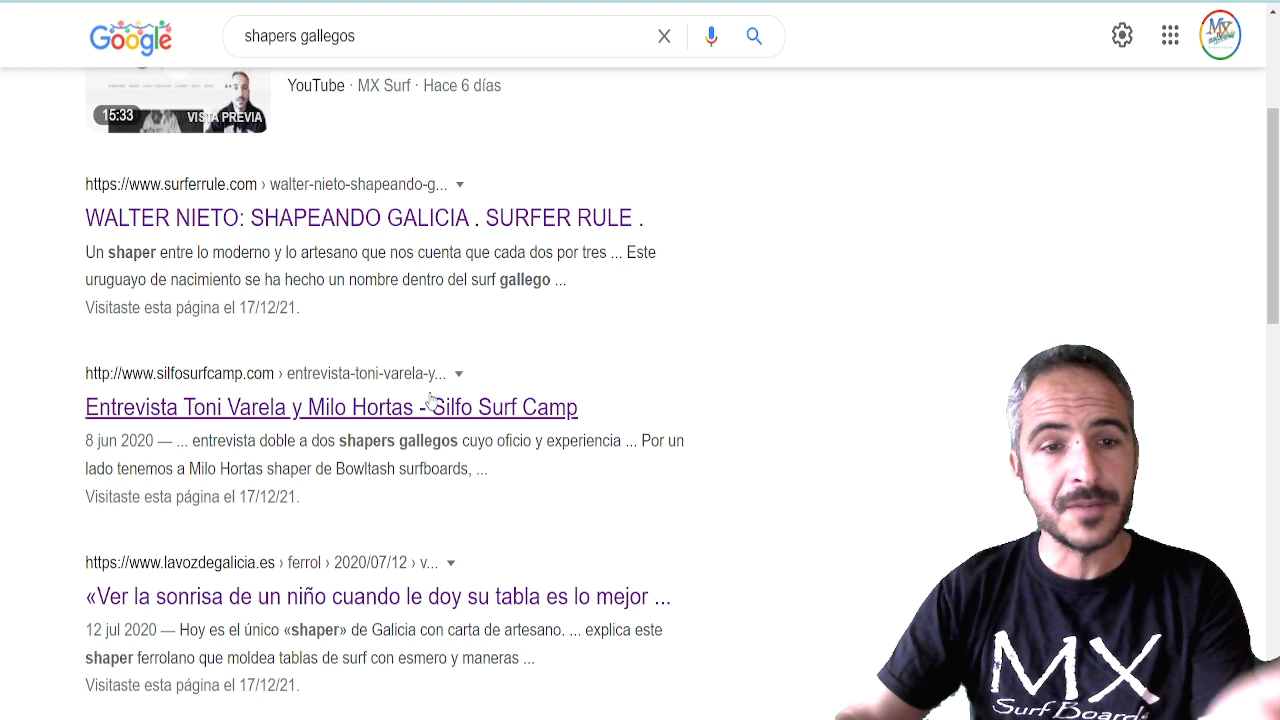 Google
shapers gallegos
MX
YouTube · MX Surf · Hace 6 días
15:33
VISTA PREVIA
https://www.surferrule.com › walter-nieto-shapeando-g...
WALTER NIETO: SHAPEANDO GALICIA . SURFER RULE .
Un shaper entre lo moderno y lo artesano que nos cuenta que cada dos por tres ... Este
uruguayo de nacimiento se ha hecho un nombre dentro del surf gallego ...
Visitaste esta página el 17/12/21.
http://www.silfosurfcamp.com › entrevista-toni-varela-y...
Entrevista Toni Varela y Milo Hortas - Silfo Surf Camp
8 jun 2020 — ... entrevista doble a dos shapers gallegos cuyo oficio y experiencia ... Por un
lado tenemos a Milo Hortas shaper de Bowltash surfboards, ...
Visitaste esta página el 17/12/21.
https://www.lavozdegalicia.es › ferrol › 2020/07/12 › v...
«Ver la sonrisa de un niño cuando le doy su tabla es lo mejor ...
12 jul 2020 — Hoy es el único «shaper» de Galicia con carta de artesano. ... explica este
shaper ferrolano que moldea tablas de surf con esmero y maneras ...
Visitaste esta página el 17/12/21.
MX
Surf Boards